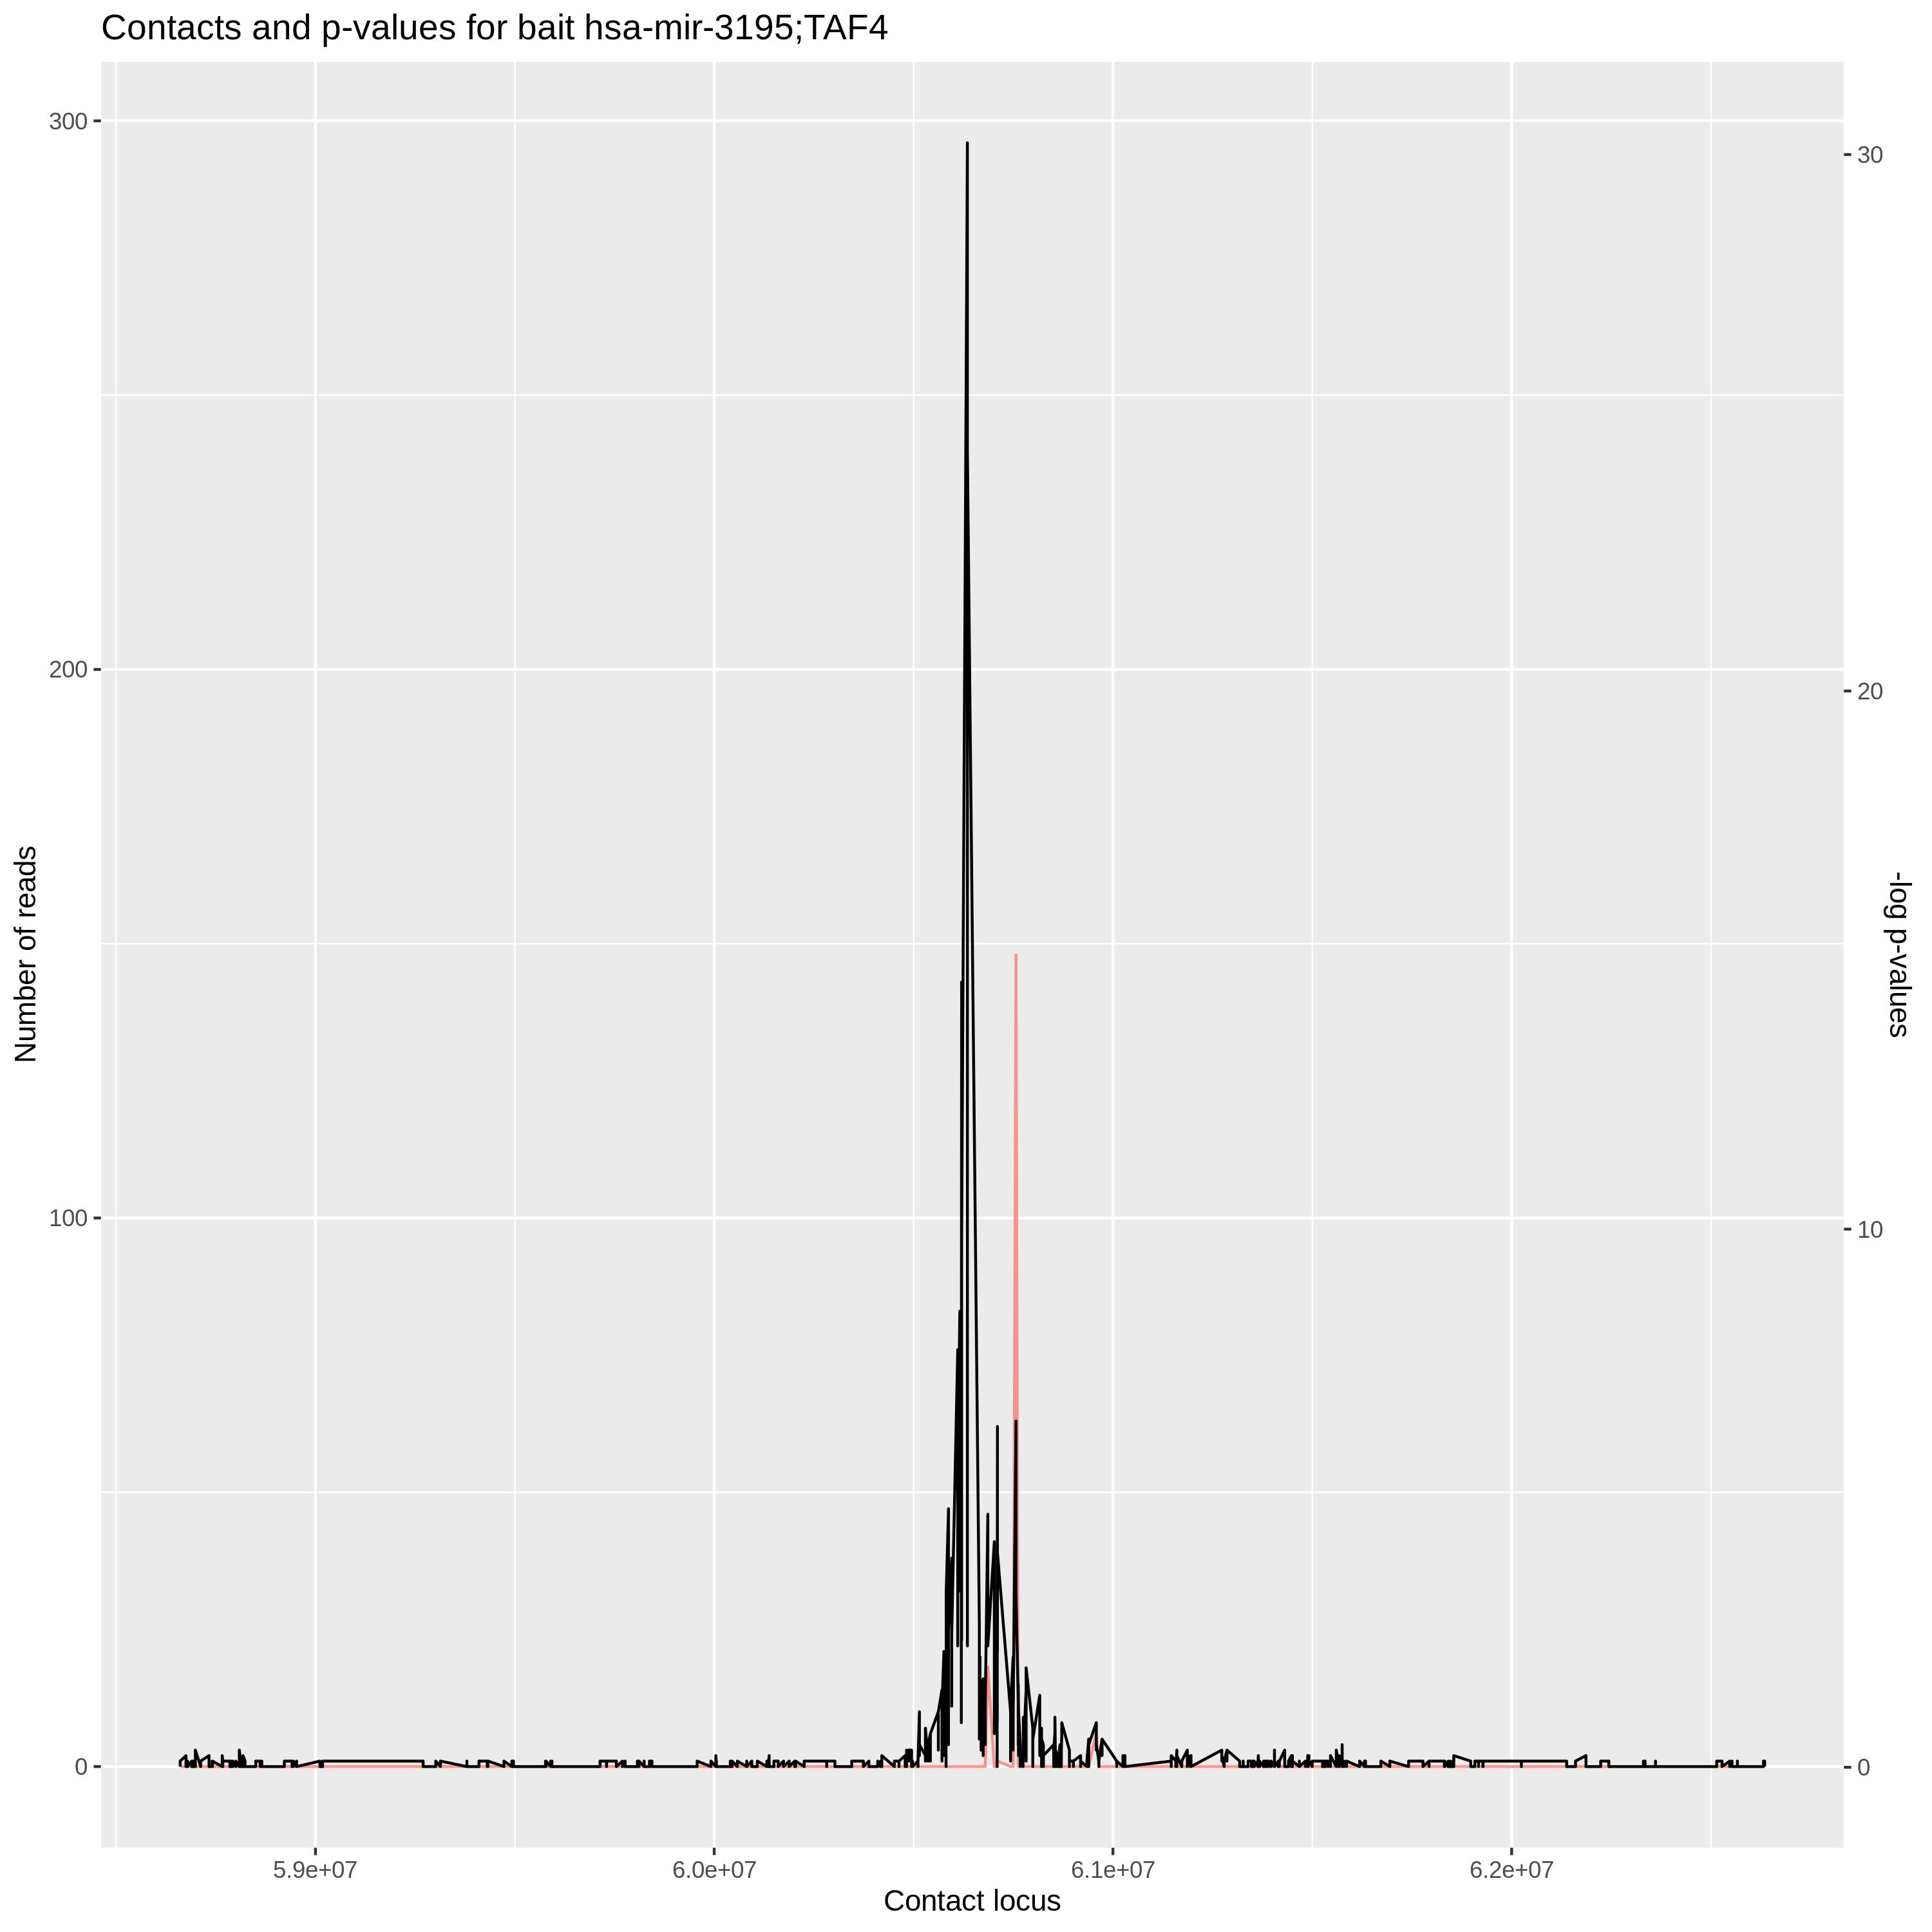 Contacts and p-values for bait hsa-mir-3195;TAF4
300
200
100
0
Number of reads
30
20
10
0
-log p-values
5.9e+07
6.0e+07
6.1e+07
6.2e+07
Contact locus